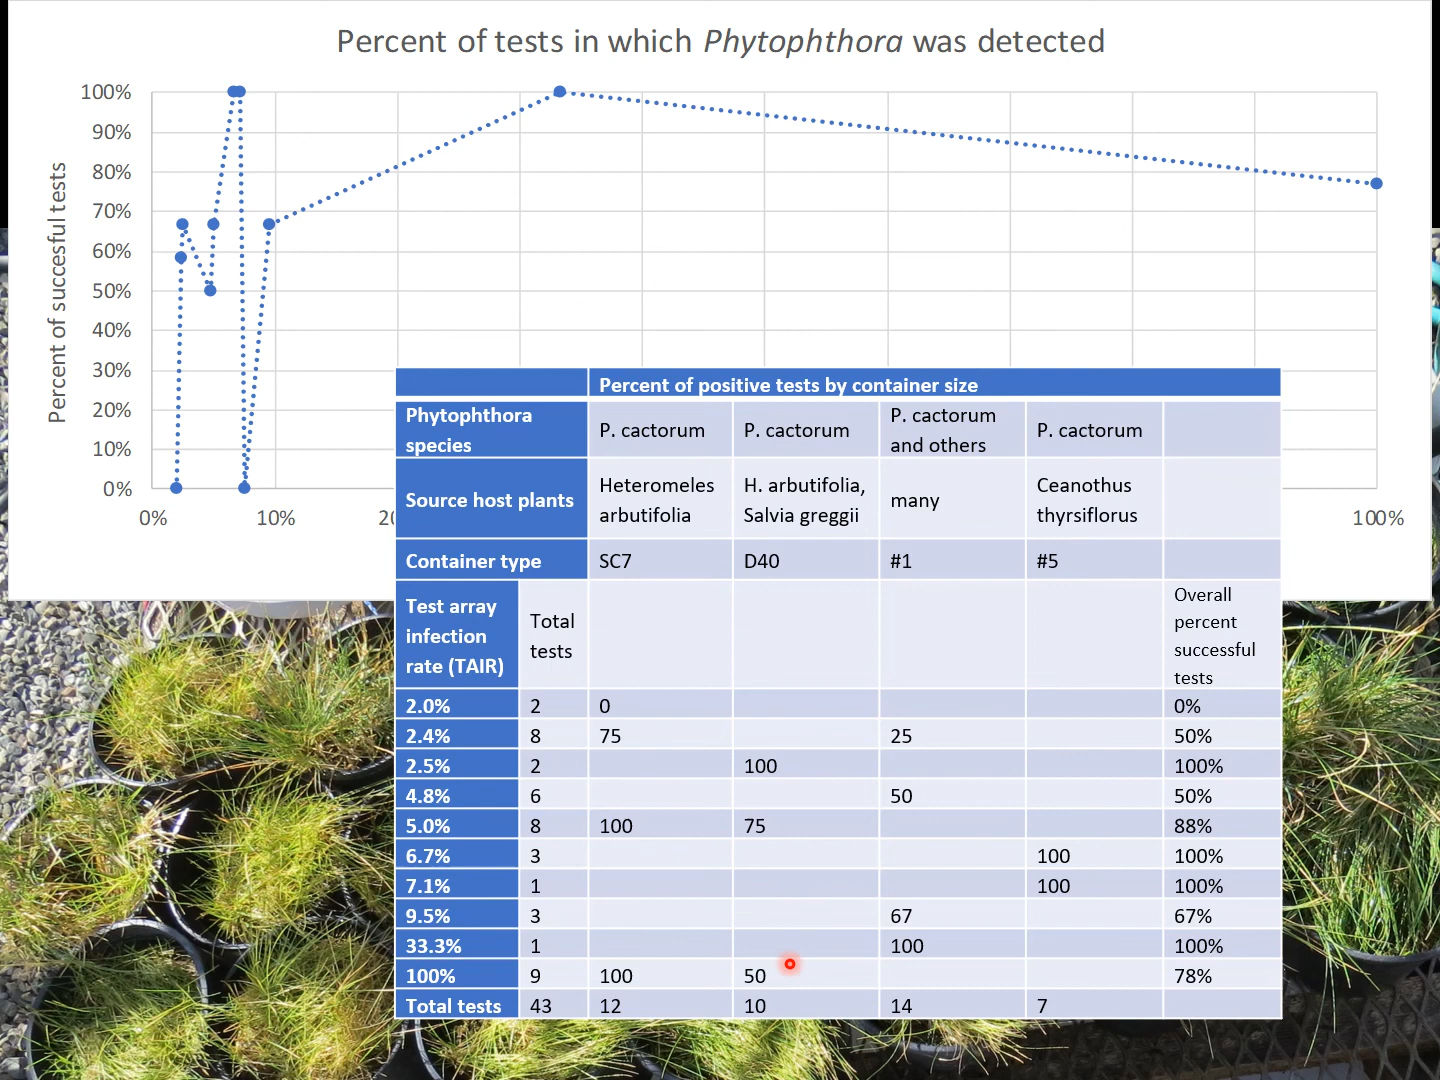 Percent of tests in which Phytophthora was detected
Percent of succesful tests
100%
90%
80%
70%
60%
50%
40%
30%
20%
10%
0%
0% 10% 20 100%
Percent of positive tests by container size
Phytophthora species P. cactorum P. cactorum P. cactorum and others P. cactorum
Source host plants Heteromeles arbutifolia H. arbutifolia, Salvia greggii many Ceanothus thyrsiflorus
Container type SC7 D40 #1 #5
Test array infection rate (TAIR) Total tests Overall percent successful tests
2.0% 2 0 0%
2.4% 8 75 25 50%
2.5% 2 100 100%
4.8% 6 50 50%
5.0% 8 100 75 88%
6.7% 3 100 100%
7.1% 1 100 100%
9.5% 3 67 67%
33.3% 1 100 100%
100% 9 100 50 78%
Total tests 43 12 10 14 7